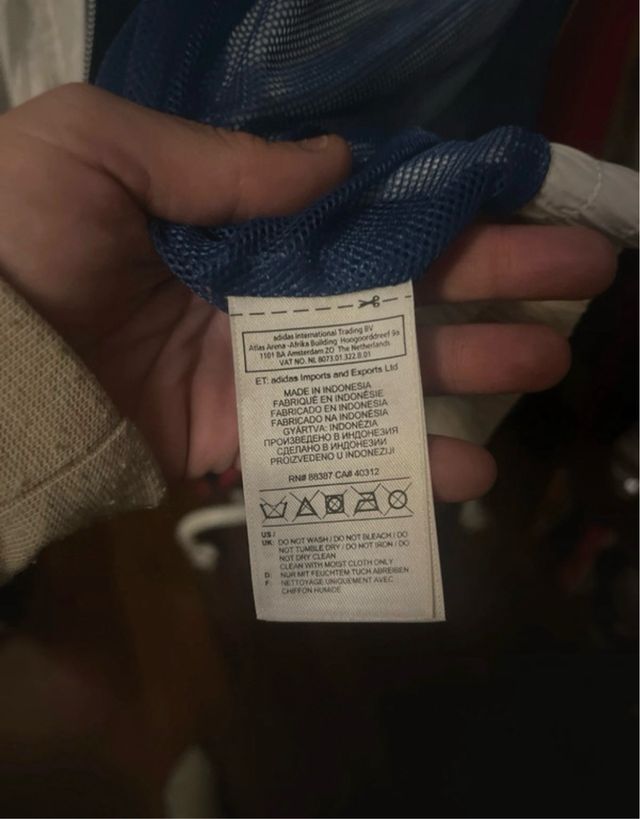 adidas International Trading BV
Atlas Arena -Afrika Building Hoogoorddreef 9a
1101 BA Amsterdam ZO The Netherlands
VAT NO. NL 8073.01.322.B.01
ET: adidas Imports and Exports Ltd
MADE IN INDONESIA
FABRIQUÉ EN INDONÉSIE
FABRICADO EN INDONESIA
FABRICADO NA INDONÉSIA
GYÁRTVA: INDONÉZIA
ПРОИЗВЕДЕНО В ИНДОНЕЗИЯ
СДЕЛАНО В ИНДОНЕЗИИ
PROIZVEDENO U INDONEZIJI
RN# 88387 CA# 40312
US /
UK: DO NOT WASH / DO NOT BLEACH / DO
NOT TUMBLE DRY / DO NOT IRON / DO
NOT DRY CLEAN
CLEAN WITH MOIST CLOTH ONLY
D: NUR MIT FEUCHTEM TUCH ABREIBEN
F: NETTOYAGE UNIQUEMENT AVEC
CHIFFON HUMIDE